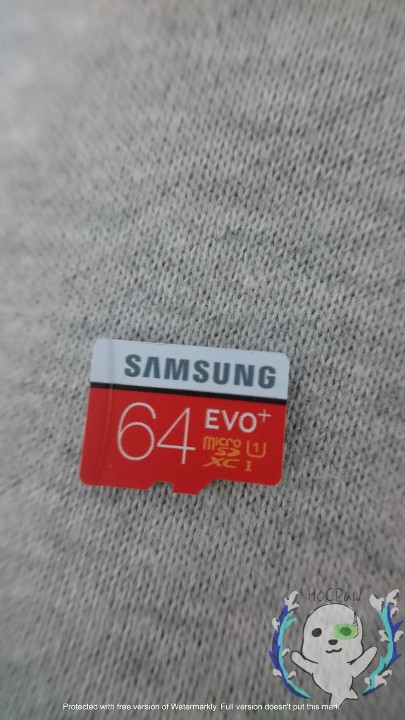 SAMSUNG
64 EVO+
micro SD XC I U1
HOCPaW
Protected with free version of Watermarkly. Full version doesn't put this mark.